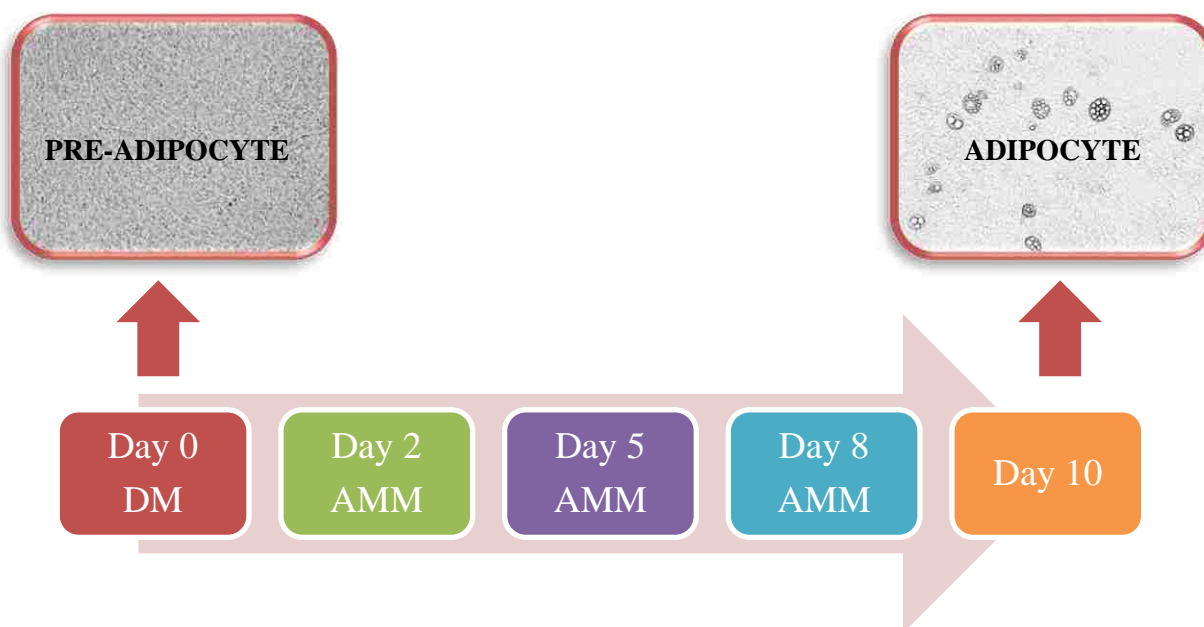 PRE-ADIPOCYTE
ADIPOCYTE
Day 0
DM
Day 2
AMM
Day 5
AMM
Day 8
AMM
Day 10